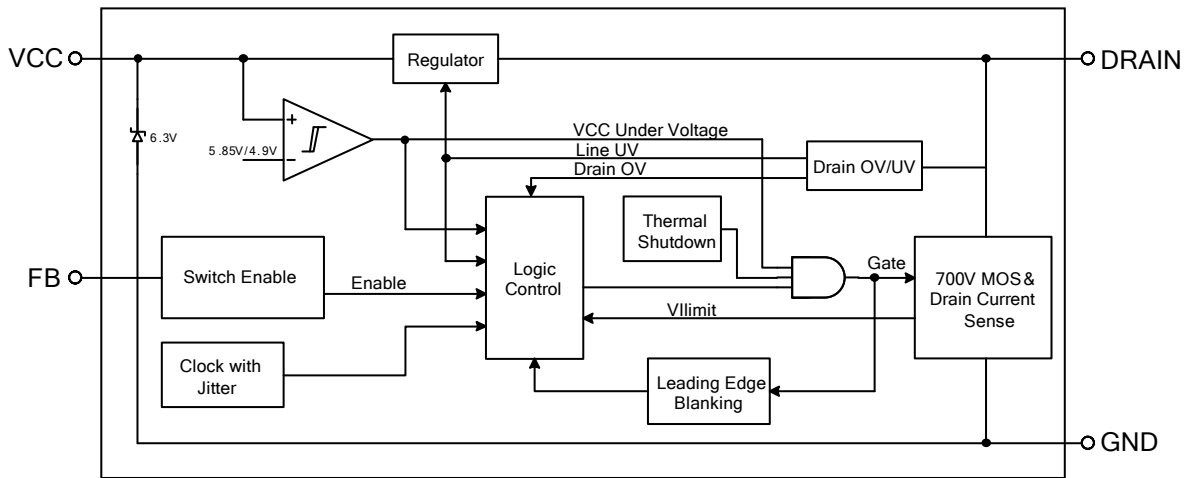 VCC
Regulator
DRAIN
+
6.3V
5.85V/4.9V
−
VCC Under Voltage
Line UV
Drain OV
Drain OV/UV
Thermal
Shutdown
FB
Switch Enable
Enable
Logic
Control
Gate
700V MOS &
Drain Current
Sense
VIlimit
Clock with
Jitter
Leading Edge
Blanking
GND